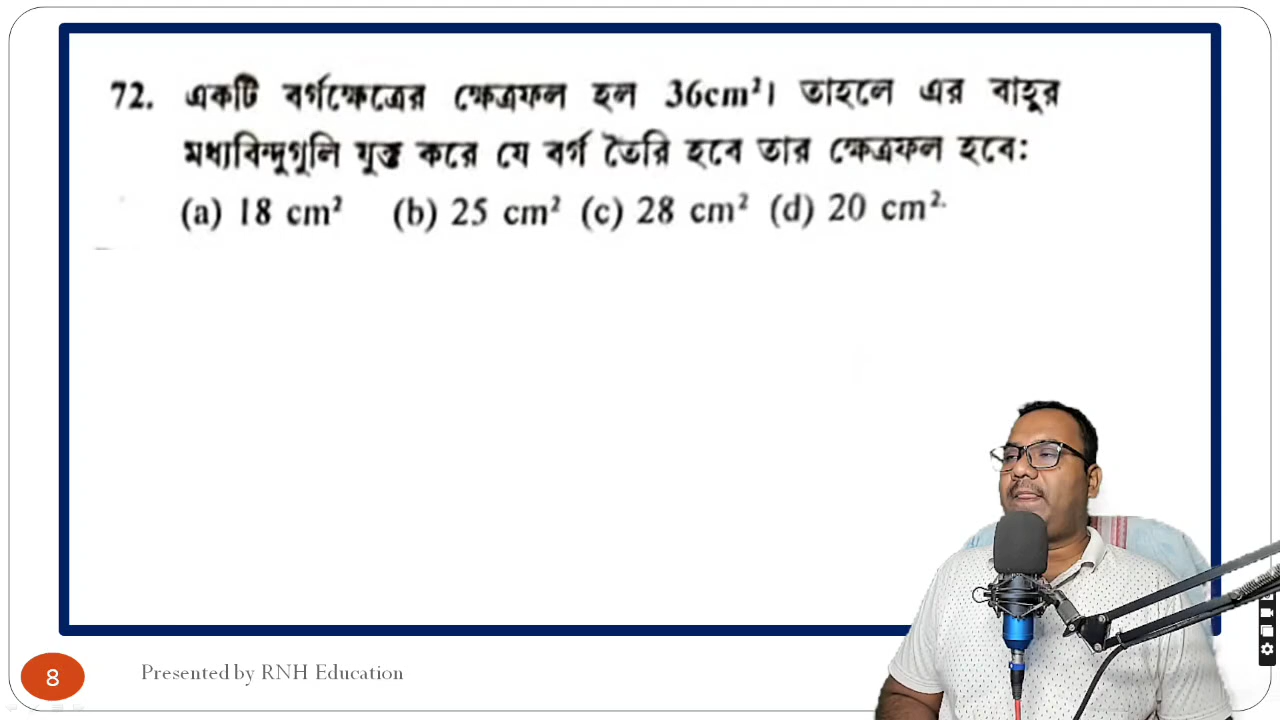 72. একটি বর্গক্ষেত্রের ক্ষেত্রফল হল 36cm²। তাহলে এর বাহুর
মধ্যবিন্দুগুলি যুক্ত করে যে বর্গ তৈরি হবে তার ক্ষেত্রফল হবে:
(a) 18 cm² (b) 25 cm² (c) 28 cm² (d) 20 cm².
8 Presented by RNH Education